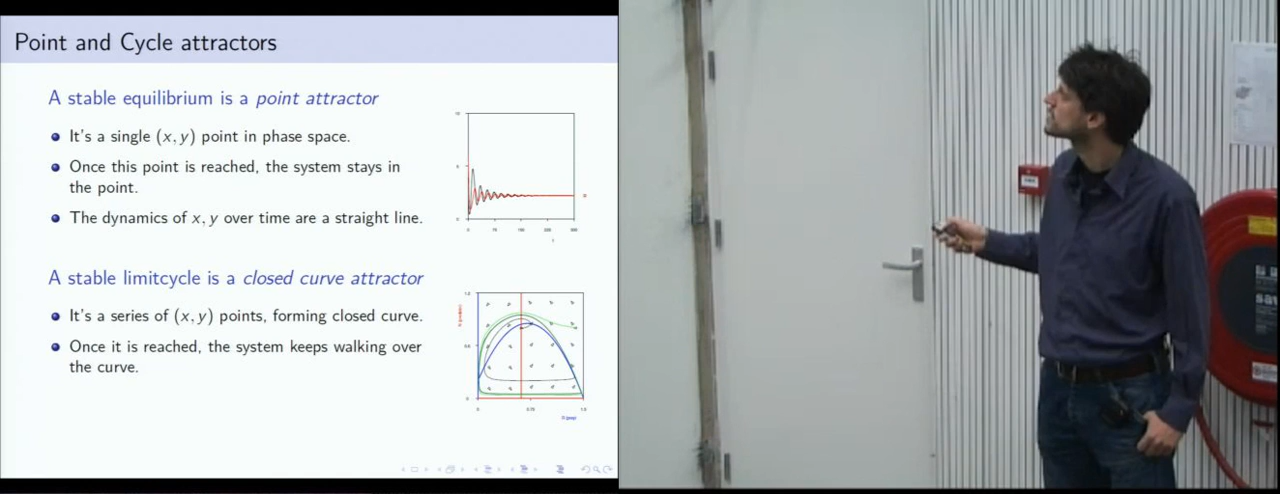 Point and Cycle attractors
A stable equilibrium is a point attractor
It's a single (x, y) point in phase space.
Once this point is reached, the system stays in
the point.
The dynamics of x, y over time are a straight line.
A stable limitcycle is a closed curve attractor
It's a series of (x, y) points, forming closed curve.
Once it is reached, the system keeps walking over
the curve.